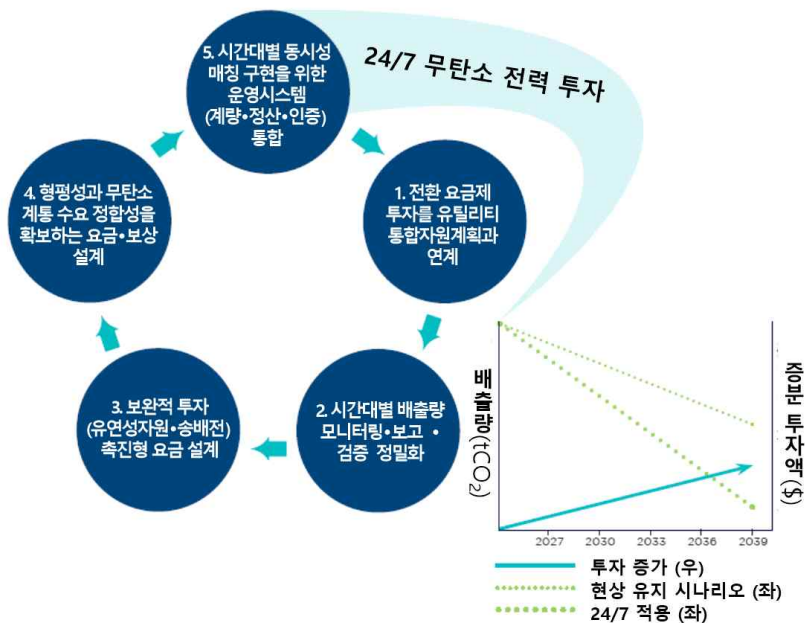 5. 시간대별 동시성
매칭 구현을 위한
운영시스템
(계량•정산•인증)
통합
24/7 무탄소 전력 투자
4. 형평성과 무탄소
계통 수요 정합성을
확보하는 요금•보상
설계
1. 전환 요금제
투자를 유틸리티
통합자원계획과
연계
3. 보완적 투자
(유연성자원•송배전)
촉진형 요금 설계
2. 시간대별 배출량
모니터링•보고 •
검증 정밀화
배출량(tCO₂)
증분 투자액($)
2027 2030 2033 2036 2039
투자 증가 (우)
현상 유지 시나리오 (좌)
24/7 적용 (좌)